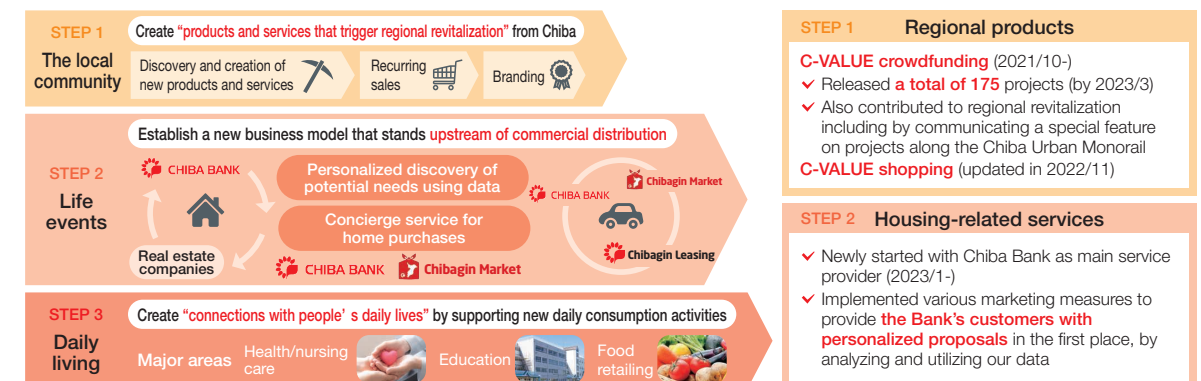 STEP 1
The local
community
Create “products and services that trigger regional revitalization” from Chiba
Discovery and creation of
new products and services
Recurring
sales
Branding
STEP 2
Life
events
Establish a new business model that stands upstream of commercial distribution
CHIBA BANK
Real estate
companies
Personalized discovery of
potential needs using data
Concierge service for
home purchases
CHIBA BANK
Chibagin Market
CHIBA BANK
Chibagin Market
Chibagin Leasing
STEP 3
Daily
living
Create “connections with people’ s daily lives” by supporting new daily consumption activities
Major areas
Health/nursing
care
Education
Food
retailing
STEP 1 Regional products
C-VALUE crowdfunding (2021/10-)
✓ Released a total of 175 projects (by 2023/3)
✓ Also contributed to regional revitalization
including by communicating a special feature
on projects along the Chiba Urban Monorail
C-VALUE shopping (updated in 2022/11)
STEP 2 Housing-related services
✓ Newly started with Chiba Bank as main service
provider (2023/1-)
✓ Implemented various marketing measures to
provide the Bank’s customers with
personalized proposals in the first place, by
analyzing and utilizing our data